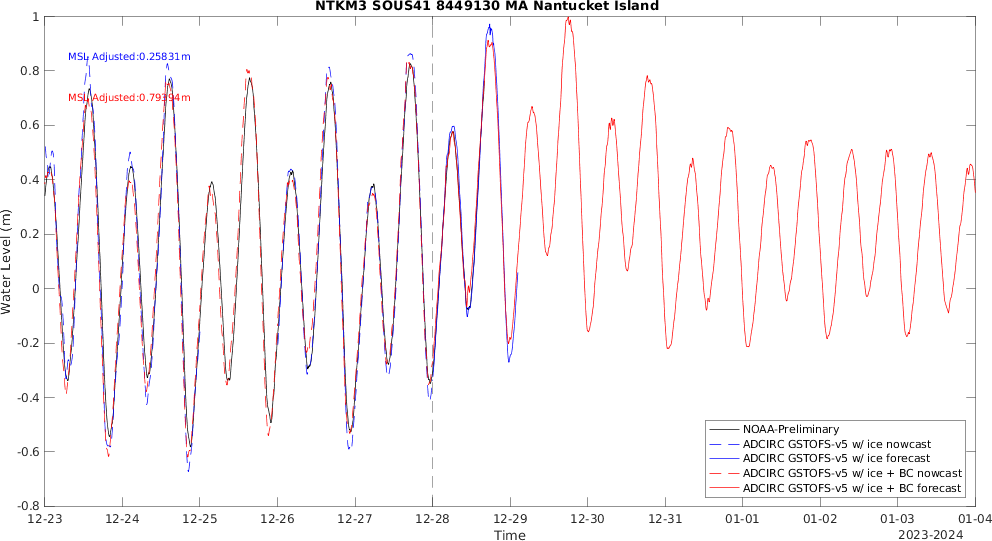 NTKM3 SOUS41 8449130 MA Nantucket Island
MSL Adjusted:0.25831m
MSL Adjusted:0.79394m
Water Level (m)
1
0.8
0.6
0.4
0.2
0
-0.2
-0.4
-0.6
-0.8
NOAA-Preliminary
ADCIRC GSTOFS-v5 w/ ice nowcast
ADCIRC GSTOFS-v5 w/ ice forecast
ADCIRC GSTOFS-v5 w/ ice + BC nowcast
ADCIRC GSTOFS-v5 w/ ice + BC forecast
12-23 12-24 12-25 12-26 12-27 12-28 12-29 12-30 12-31 01-01 01-02 01-03 01-04
Time
2023-2024